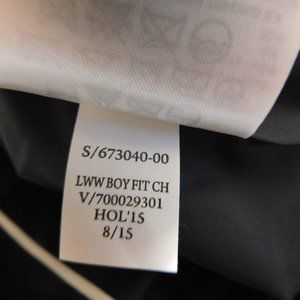 S/673040-00
LWW BOY FIT CH
V/700029301
HOL'15
8/15